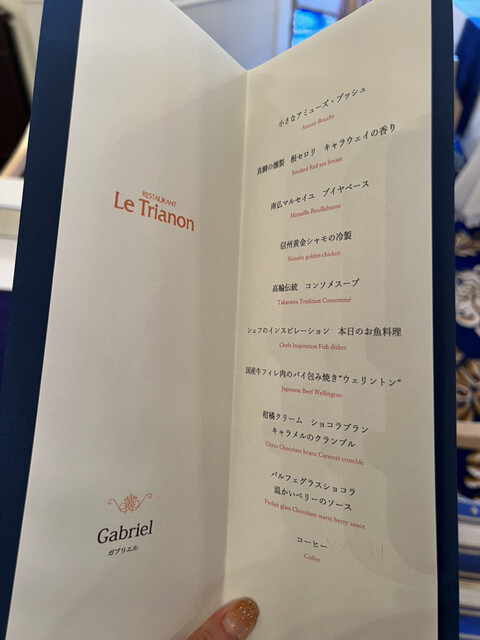 RESTAURANT
Le Trianon
Gabriel
ガブリエル
小さなアミューズ・ブッシュ
Amuse-Bouche
真鯛の燻製 根セロリ キャラウェイの香り
Smoked Red sea bream
南仏マルセイユ ブイヤベース
Marseille Bouillabaisse
信州黄金シャモの冷製
Shinshu golden chicken
高輪伝統 コンソメスープ
Takanawa Tradition Consommé
シェフのインスピレーション 本日のお魚料理
Chefs Inspiration Fish dishes
国産牛フィレ肉のパイ包み焼き"ウェリントン"
Japanese Beef Wellington
柑橘クリーム ショコラブラン
キャラメルのクランブル
Citrus Chocolate blanc Caramel crumble
パルフェグラスショコラ
温かいベリーのソース
Parfait glass Chocolate warm berry sauce
コーヒー
Coffee